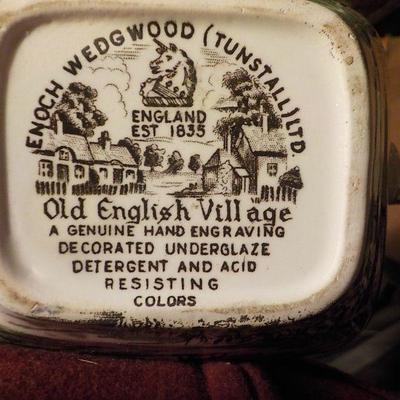 ENOCH WEDGWOOD (TUNSTALL) LTD.
ENGLAND
EST 1835
Old English Village
A GENUINE HAND ENGRAVING
DECORATED UNDERGLAZE
DETERGENT AND ACID
RESISTING
COLORS